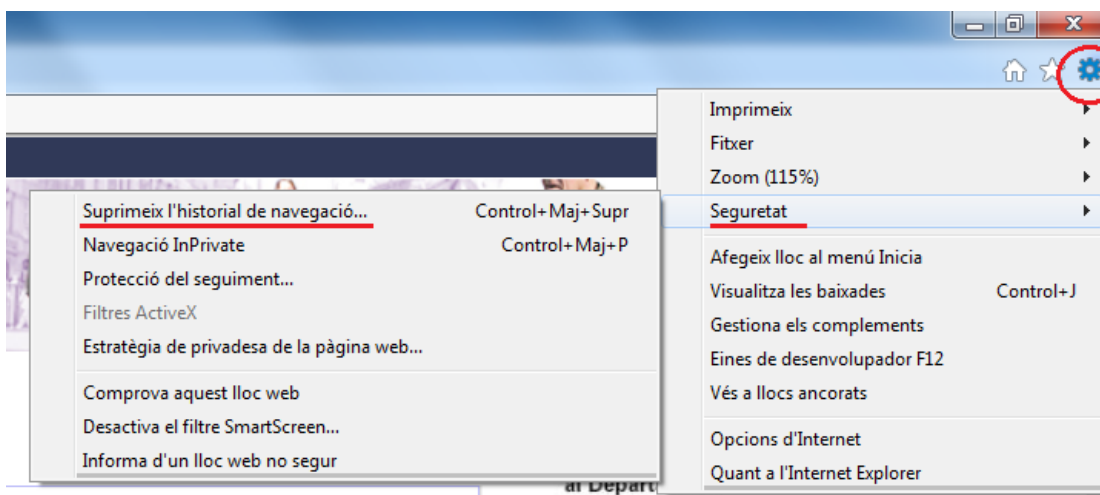 Imprimeix
Fitxer
Zoom (115%)
Seguretat
Afegeix lloc al menú Inicia
Visualitza les baixades Control+J
Gestiona els complements
Eines de desenvolupador F12
Vés a llocs ancorats
Opcions d'Internet
Quant a l'Internet Explorer
Suprimeix l'historial de navegació... Control+Maj+Supr
Navegació InPrivate Control+Maj+P
Protecció del seguiment...
Filtres ActiveX
Estratègia de privadesa de la pàgina web...
Comprova aquest lloc web
Desactiva el filtre SmartScreen...
Informa d'un lloc web no segur
al Depart